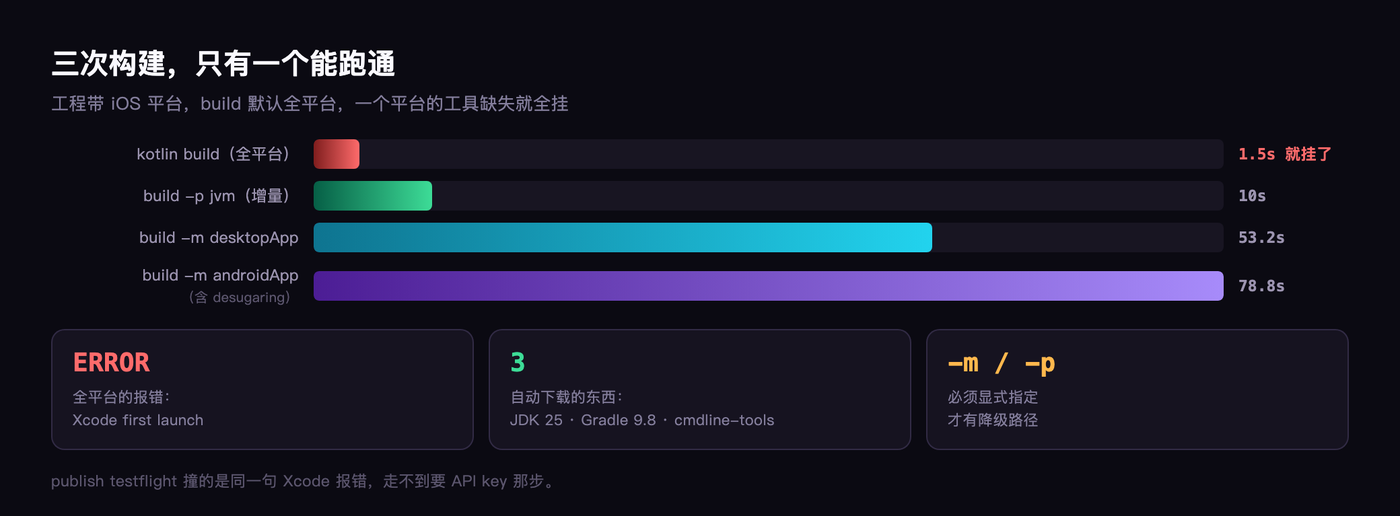 三次构建，只有一个能跑通
工程带 iOS 平台，build 默认全平台，一个平台的工具缺失就全挂
kotlin build（全平台） 1.5s 就挂了
build -p jvm（增量） 10s
build -m desktopApp 53.2s
build -m androidApp 78.8s
（含 desugaring）
ERROR
全平台的报错：
Xcode first launch
3
自动下载的东西：
JDK 25 · Gradle 9.8 · cmdline-tools
-m / -p
必须显式指定
才有降级路径
publish testflight 撞的是同一句 Xcode 报错，走不到要 API key 那步。